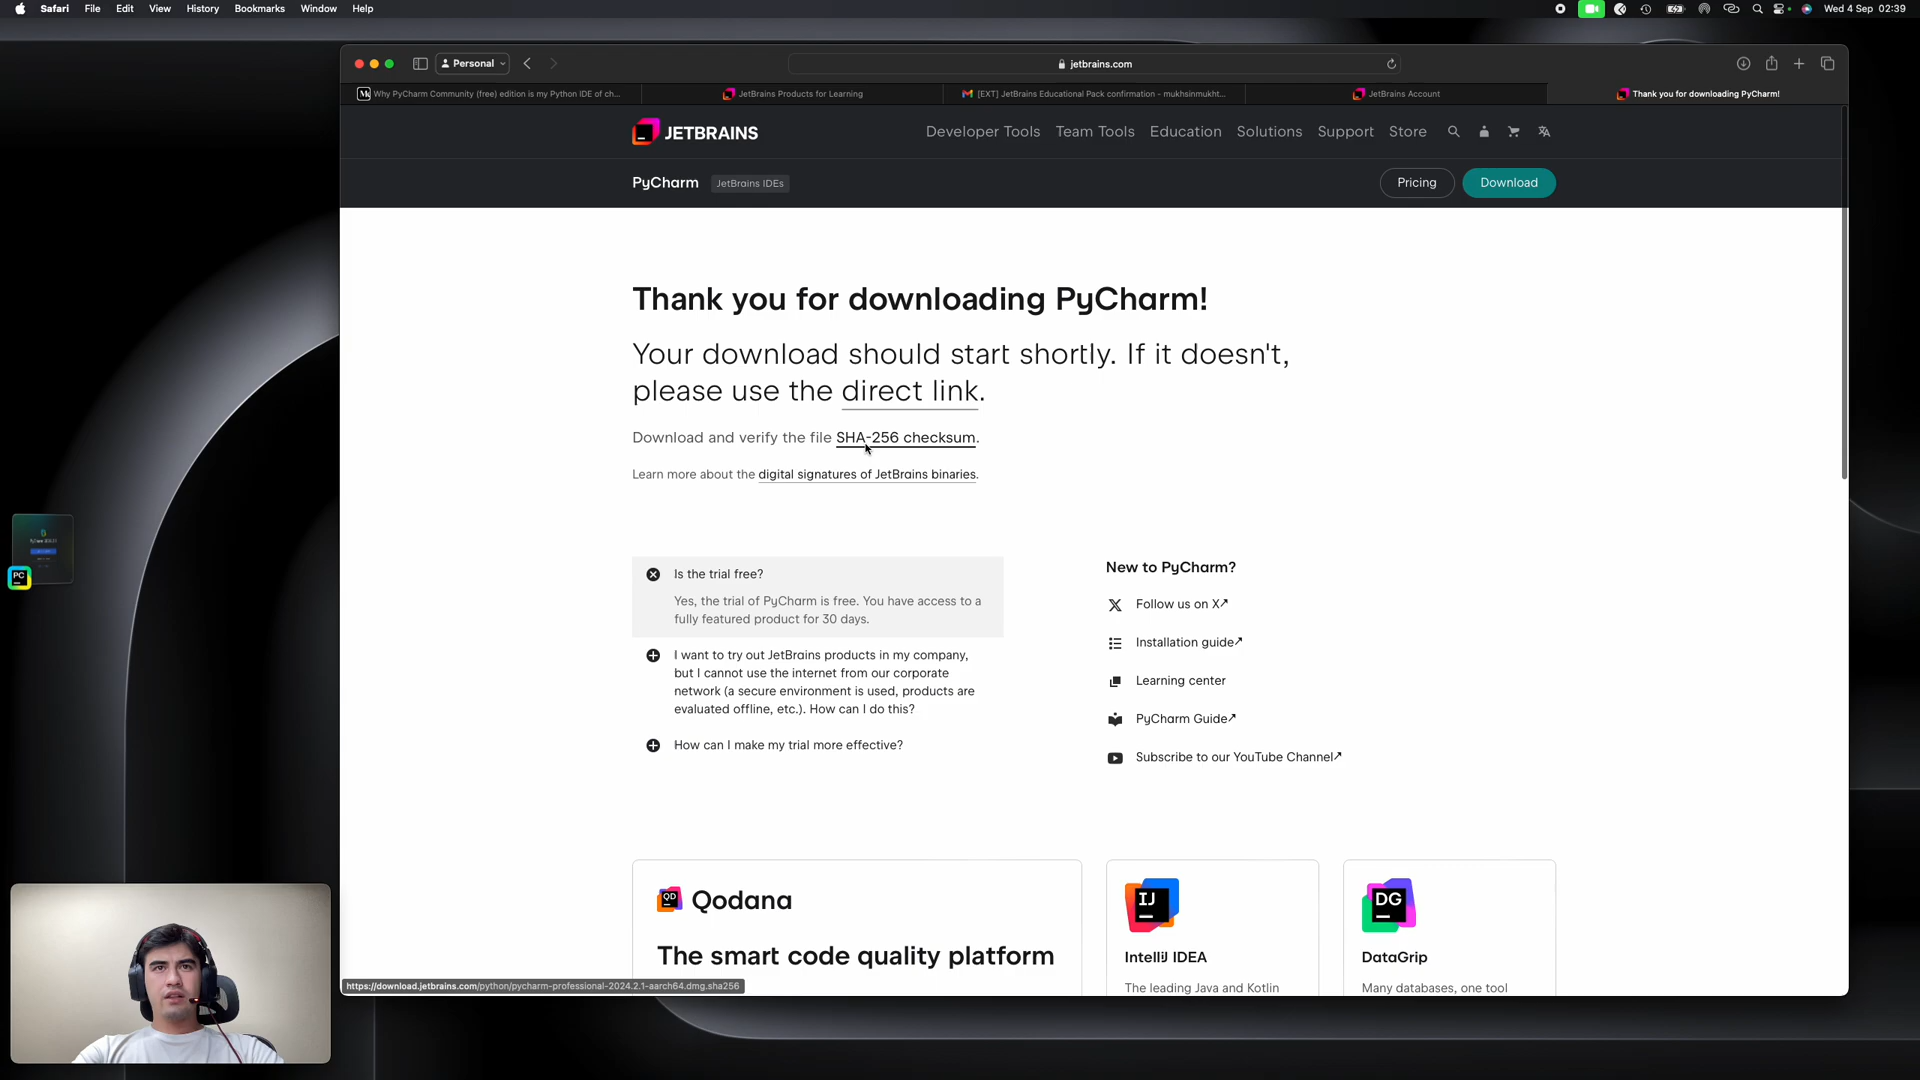 Safari File Edit View History Bookmarks Window Help
Wed 4 Sep 02:39
Personal
jetbrains.com
Why PyCharm Community (free) edition is my Python IDE of ch...
JetBrains Products for Learning
[EXT] JetBrains Educational Pack confirmation - mukhsinmukht...
JetBrains Account
Thank you for downloading PyCharm!
JETBRAINS
Developer Tools Team Tools Education Solutions Support Store
PyCharm JetBrains IDEs
Pricing Download
Thank you for downloading PyCharm!
Your download should start shortly. If it doesn't,
please use the direct link.
Download and verify the file SHA-256 checksum.
Learn more about the digital signatures of JetBrains binaries.
PC
Is the trial free?
Yes, the trial of PyCharm is free. You have access to a
fully featured product for 30 days.
I want to try out JetBrains products in my company,
but I cannot use the internet from our corporate
network (a secure environment is used, products are
evaluated offline, etc.). How can I do this?
How can I make my trial more effective?
New to PyCharm?
Follow us on X↗
Installation guide↗
Learning center
PyCharm Guide↗
Subscribe to our YouTube Channel↗
QD Qodana
The smart code quality platform
IJ
IntelliJ IDEA
The leading Java and Kotlin
DG
DataGrip
Many databases, one tool
https://download.jetbrains.com/python/pycharm-professional-2024.2.1-aarch64.dmg.sha256